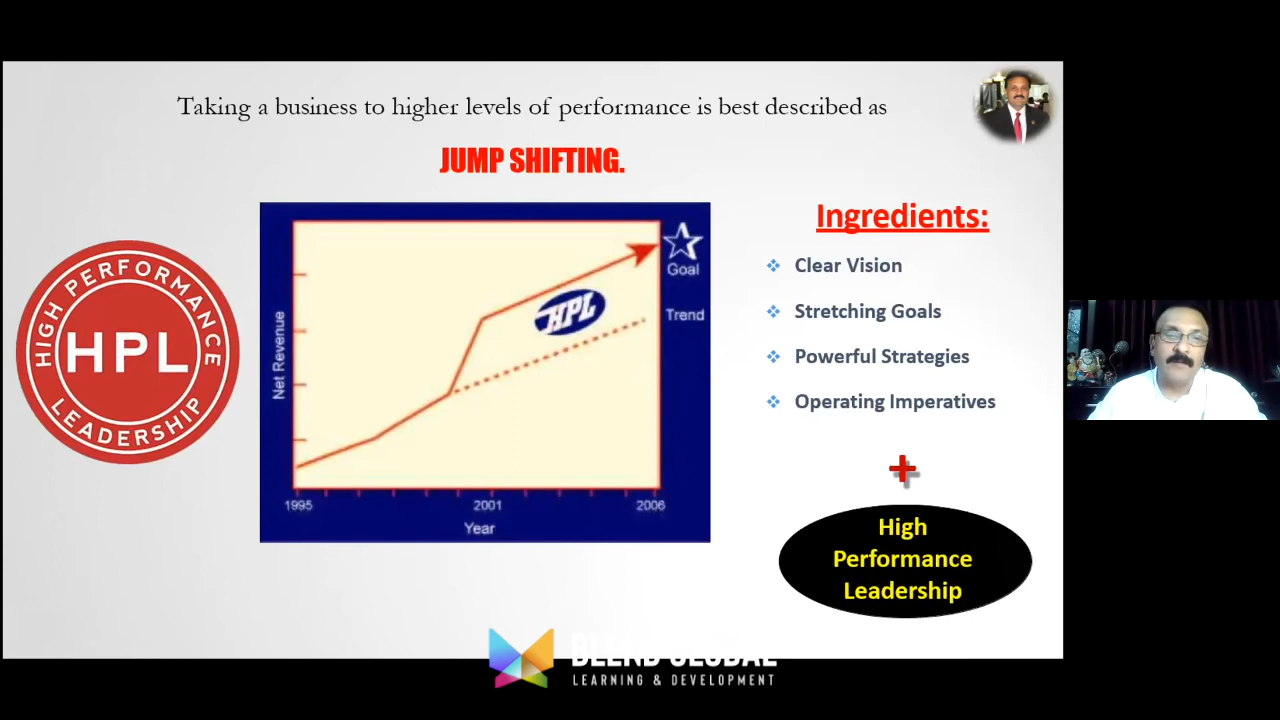 Taking a business to higher levels of performance is best described as
JUMP SHIFTING.
HIGH PERFORMANCE
HPL
LEADERSHIP
Net Revenue
HPL
Goal
Trend
1995
2001
2006
Year
Ingredients:
Clear Vision
Stretching Goals
Powerful Strategies
Operating Imperatives
+
High
Performance
Leadership
BLEND GLOBAL
LEARNING & DEVELOPMENT